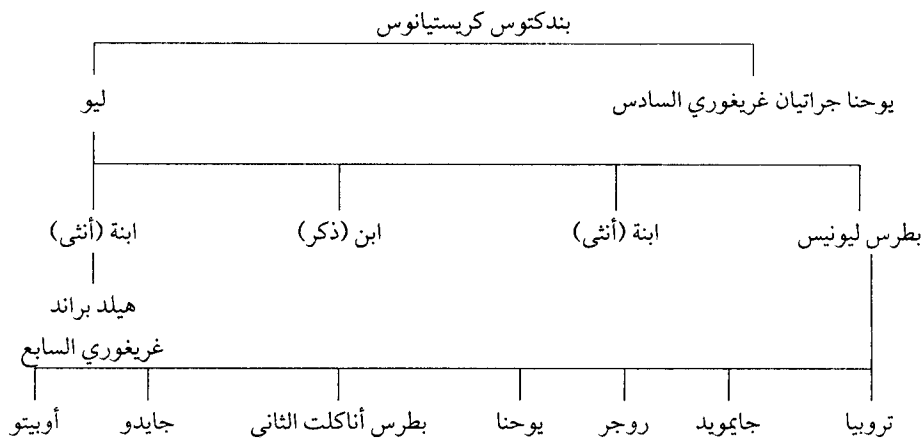 بندكتوس كريستيانوس
يوحنا جراتيان غريغوري السادس
ليو
بطرس ليونيس
ابنة (أنثى)
ابن (ذكر)
ابنة (أنثى)
هيلد براند
غريغوري السابع
تروبيا
جايمويد
روجر
يوحنا
بطرس أناكلت الثانى
جايدو
أوبيتو